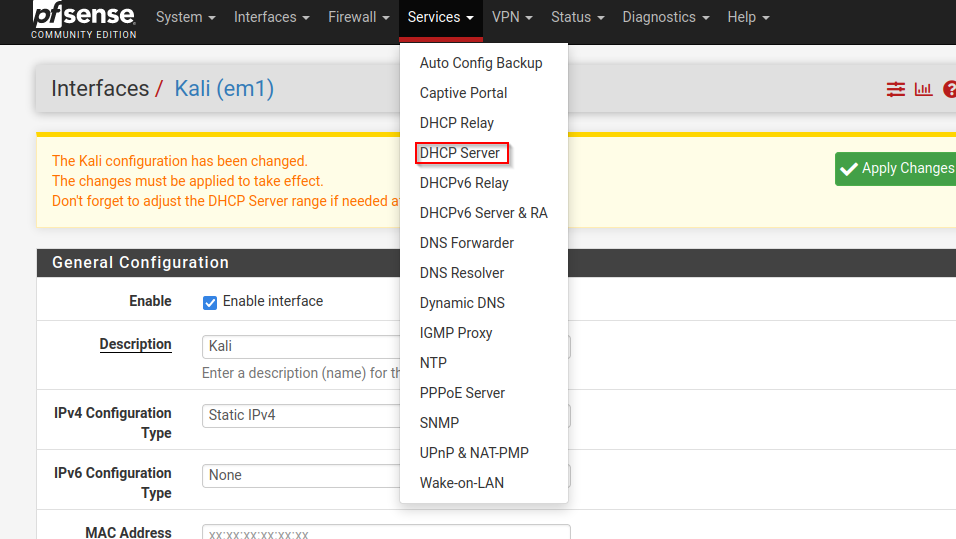 pfsense
COMMUNITY EDITION
System Interfaces Firewall Services VPN Status Diagnostics Help
Auto Config Backup
Captive Portal
DHCP Relay
DHCP Server
DHCPv6 Relay
DHCPv6 Server & RA
DNS Forwarder
DNS Resolver
Dynamic DNS
IGMP Proxy
NTP
PPPoE Server
SNMP
UPnP & NAT-PMP
Wake-on-LAN
Interfaces / Kali (em1)
The Kali configuration has been changed.
The changes must be applied to take effect.
Don't forget to adjust the DHCP Server range if needed a
Apply Changes
General Configuration
Enable Enable interface
Description Kali
Enter a description (name) for th
IPv4 Configuration Type Static IPv4
IPv6 Configuration Type None
MAC Address xx:xx:xx:xx:xx:xx